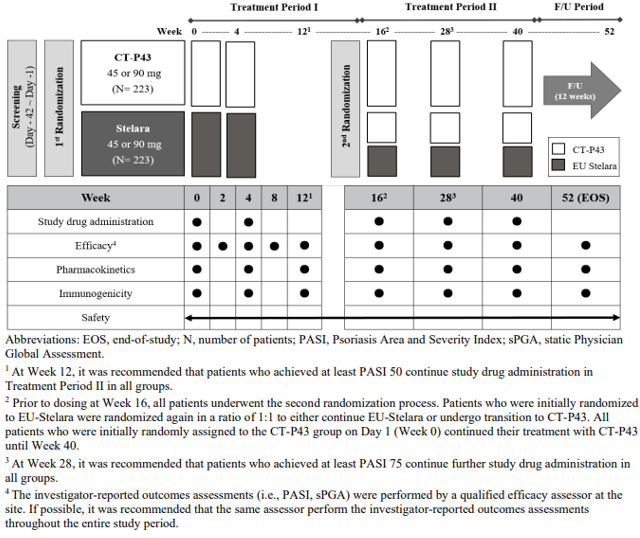 Treatment Period I Treatment Period II F/U Period
Week 0 4 12¹ 16² 28³ 40 52
Screening
(Day - 42 ~ Day -1)
1st Randomization
CT-P43
45 or 90 mg
(N= 223)
Stelara
45 or 90 mg
(N= 223)
2nd Randomization
F/U
(12 weeks)
CT-P43
EU Stelara
Week 0 2 4 8 12¹ 16² 28³ 40 52 (EOS)
Study drug administration ● ● ● ● ●
Efficacy⁴ ● ● ● ● ● ● ● ● ●
Pharmacokinetics ● ● ● ● ● ● ●
Immunogenicity ● ● ● ● ● ● ●
Safety
Abbreviations: EOS, end-of-study; N, number of patients; PASI, Psoriasis Area and Severity Index; sPGA, static Physician
Global Assessment.
¹ At Week 12, it was recommended that patients who achieved at least PASI 50 continue study drug administration in
Treatment Period II in all groups.
² Prior to dosing at Week 16, all patients underwent the second randomization process. Patients who were initially randomized
to EU-Stelara were randomized again in a ratio of 1:1 to either continue EU-Stelara or undergo transition to CT-P43. All
patients who were initially randomly assigned to the CT-P43 group on Day 1 (Week 0) continued their treatment with CT-P43
until Week 40.
³ At Week 28, it was recommended that patients who achieved at least PASI 75 continue further study drug administration in
all groups.
⁴ The investigator-reported outcomes assessments (i.e., PASI, sPGA) were performed by a qualified efficacy assessor at the
site. If possible, it was recommended that the same assessor perform the investigator-reported outcomes assessments
throughout the entire study period.